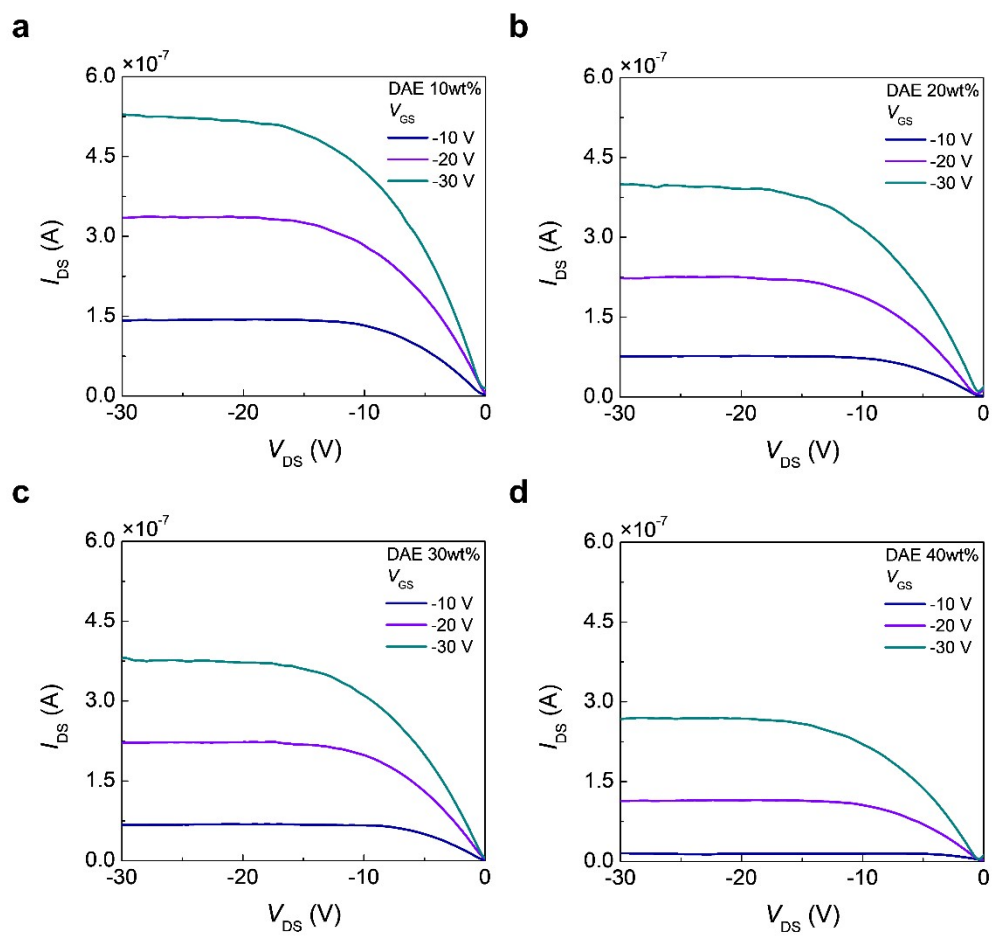 a
×10⁻⁷
6.0
4.5
3.0
1.5
0.0
I_DS (A)
DAE 10wt%
V_GS
-10 V
-20 V
-30 V
-30 -20 -10 0
V_DS (V)
b
×10⁻⁷
6.0
4.5
3.0
1.5
0.0
I_DS (A)
DAE 20wt%
V_GS
-10 V
-20 V
-30 V
-30 -20 -10 0
V_DS (V)
c
×10⁻⁷
6.0
4.5
3.0
1.5
0.0
I_DS (A)
DAE 30wt%
V_GS
-10 V
-20 V
-30 V
-30 -20 -10 0
V_DS (V)
d
×10⁻⁷
6.0
4.5
3.0
1.5
0.0
I_DS (A)
DAE 40wt%
V_GS
-10 V
-20 V
-30 V
-30 -20 -10 0
V_DS (V)